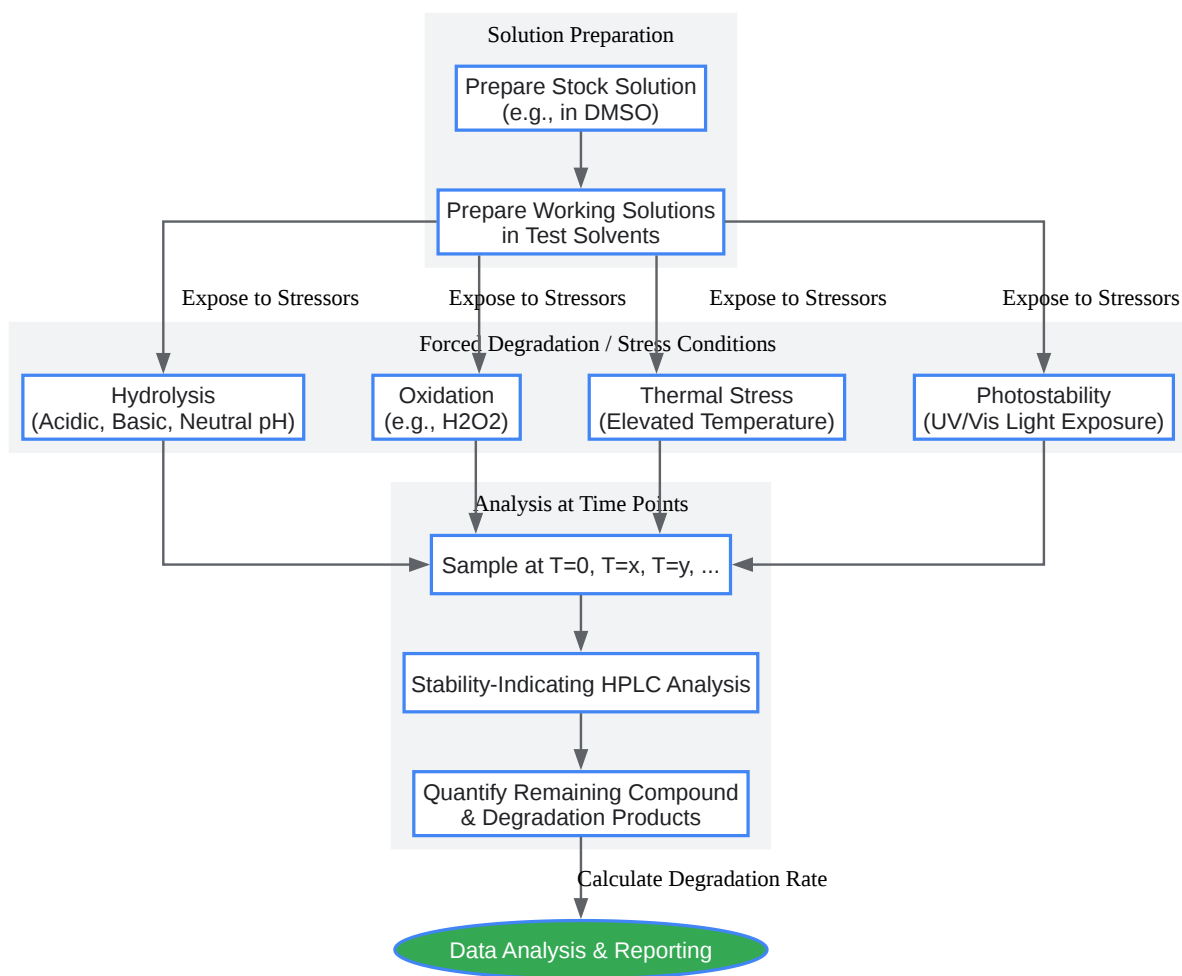 Solution Preparation
Prepare Stock Solution
(e.g., in DMSO)
Prepare Working Solutions
in Test Solvents
Expose to Stressors
Expose to Stressors
Expose to Stressors
Expose to Stressors
Forced Degradation / Stress Conditions
Hydrolysis
(Acidic, Basic, Neutral pH)
Oxidation
(e.g., H2O2)
Thermal Stress
(Elevated Temperature)
Photostability
(UV/Vis Light Exposure)
Analysis at Time Points
Sample at T=0, T=x, T=y, ...
Stability-Indicating HPLC Analysis
Quantify Remaining Compound
& Degradation Products
Calculate Degradation Rate
Data Analysis & Reporting